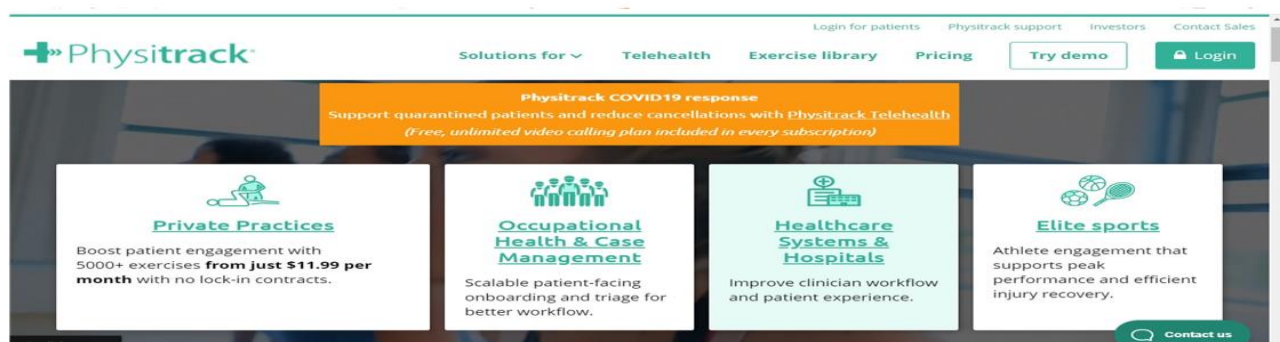 Login for patients Physitrack support Investors Contact Sales
Physitrack
Solutions for Telehealth Exercise library Pricing Try demo Login
Physitrack COVID19 response
Support quarantined patients and reduce cancellations with Physitrack Telehealth
(Free, unlimited video calling plan included in every subscription)
Private Practices
Boost patient engagement with
5000+ exercises from just $11.99 per
month with no lock-in contracts.
Occupational
Health & Case
Management
Scalable patient-facing
onboarding and triage for
better workflow.
Healthcare
Systems &
Hospitals
Improve clinician workflow
and patient experience.
Elite sports
Athlete engagement that
supports peak
performance and efficient
injury recovery.
Contact us